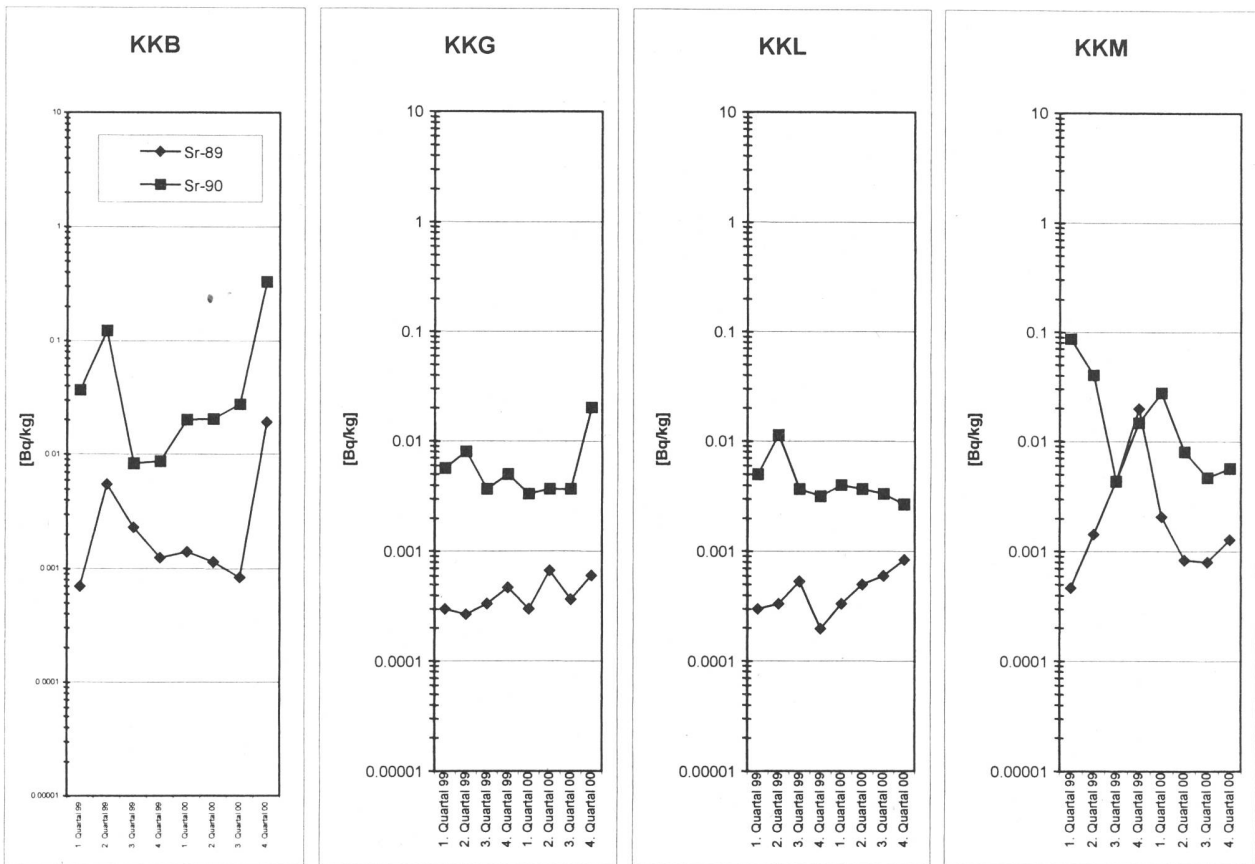 KKB
10
1
0.1
0.01
0.001
0.0001
0.00001
[Bq/kg]
Sr-89
Sr-90
1. Quartal 99
2. Quartal 99
3. Quartal 99
4. Quartal 99
1. Quartal 00
2. Quartal 00
3. Quartal 00
4. Quartal 00
KKG
10
1
0.1
0.01
0.001
0.0001
0.00001
[Bq/kg]
1. Quartal 99
2. Quartal 99
3. Quartal 99
4. Quartal 99
1. Quartal 00
2. Quartal 00
3. Quartal 00
4. Quartal 00
KKL
10
1
0.1
0.01
0.001
0.0001
0.00001
[Bq/kg]
1. Quartal 99
2. Quartal 99
3. Quartal 99
4. Quartal 99
1. Quartal 00
2. Quartal 00
3. Quartal 00
4. Quartal 00
KKM
10
1
0.1
0.01
0.001
0.0001
0.00001
[Bq/kg]
1. Quartal 99
2. Quartal 99
3. Quartal 99
4. Quartal 99
1. Quartal 00
2. Quartal 00
3. Quartal 00
4. Quartal 00